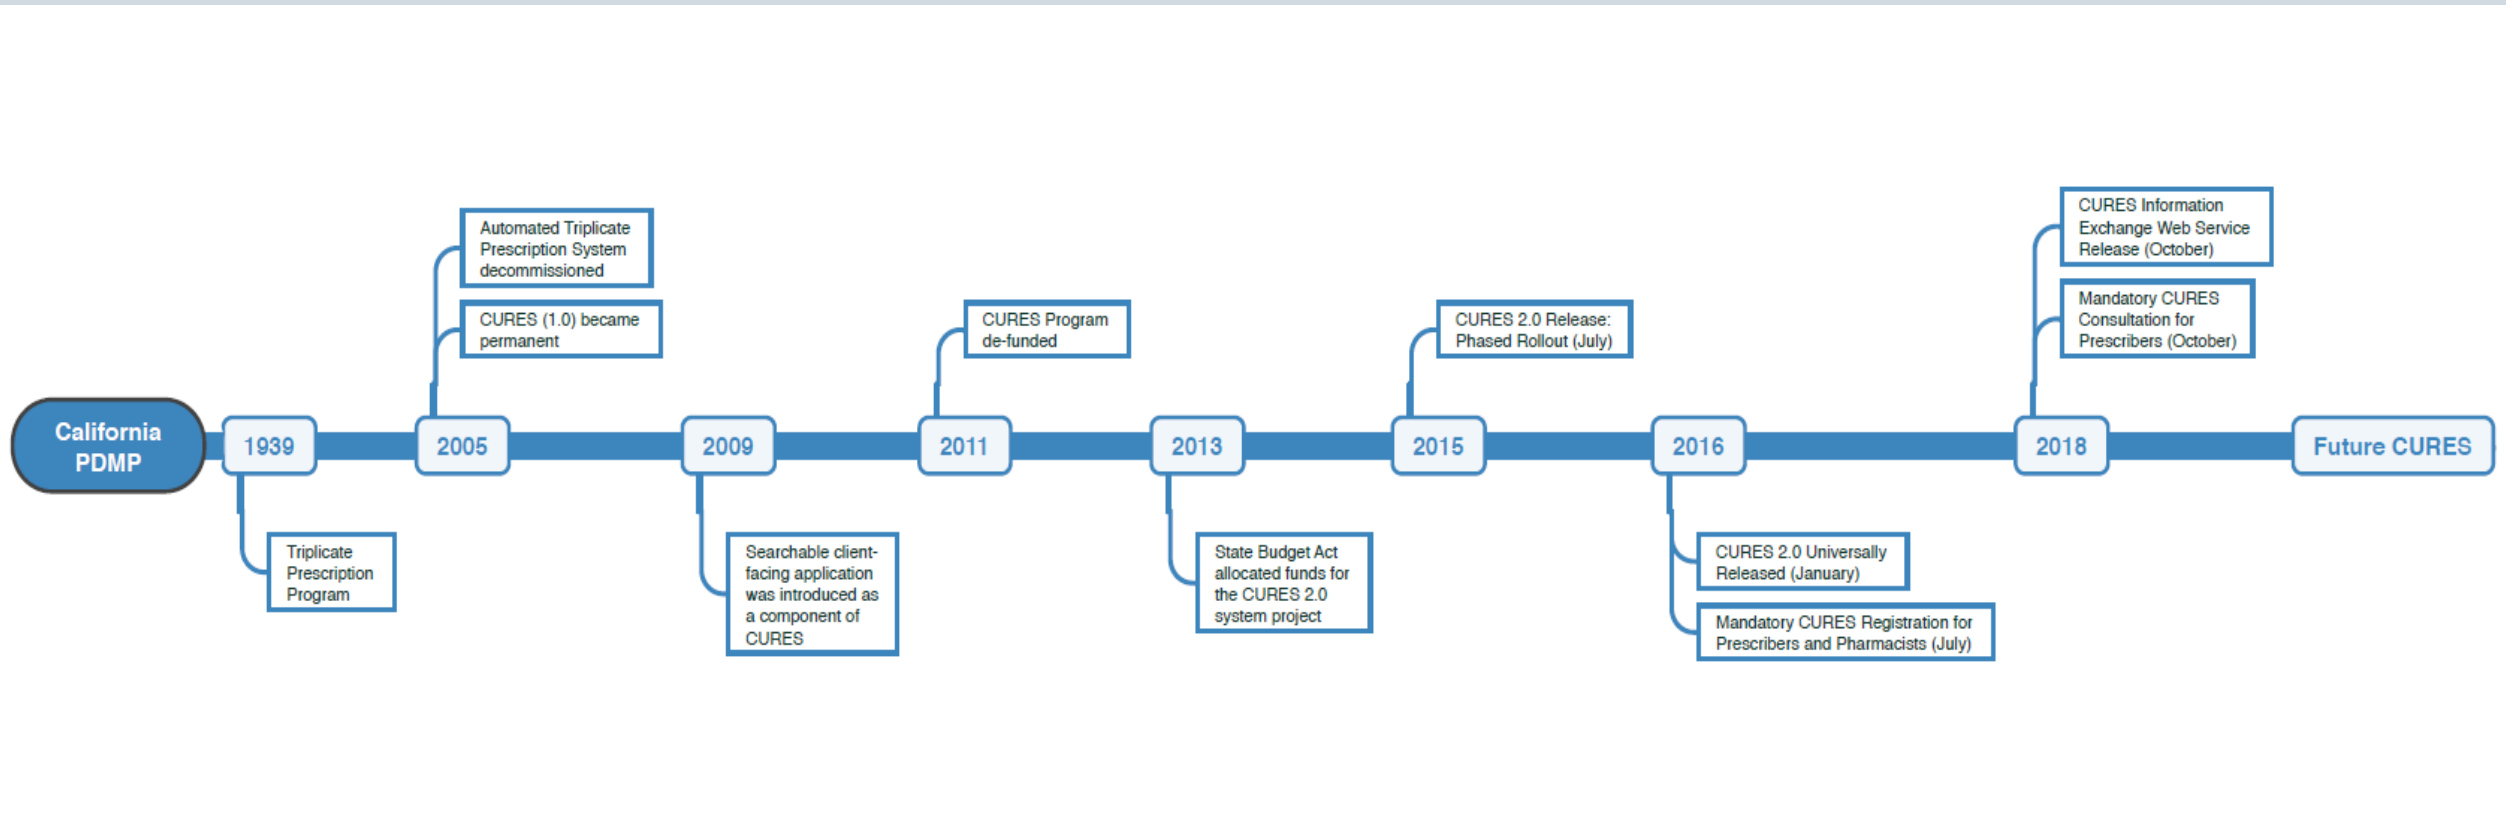 California
PDMP
1939
Triplicate
Prescription
Program
2005
Automated Triplicate
Prescription System
decommissioned
CURES (1.0) became
permanent
2009
Searchable client-
facing application
was introduced as
a component of
CURES
2011
CURES Program
de-funded
2013
State Budget Act
allocated funds for
the CURES 2.0
system project
2015
CURES 2.0 Release:
Phased Rollout (July)
2016
CURES 2.0 Universally
Released (January)
Mandatory CURES Registration for
Prescribers and Pharmacists (July)
2018
CURES Information
Exchange Web Service
Release (October)
Mandatory CURES
Consultation for
Prescribers (October)
Future CURES